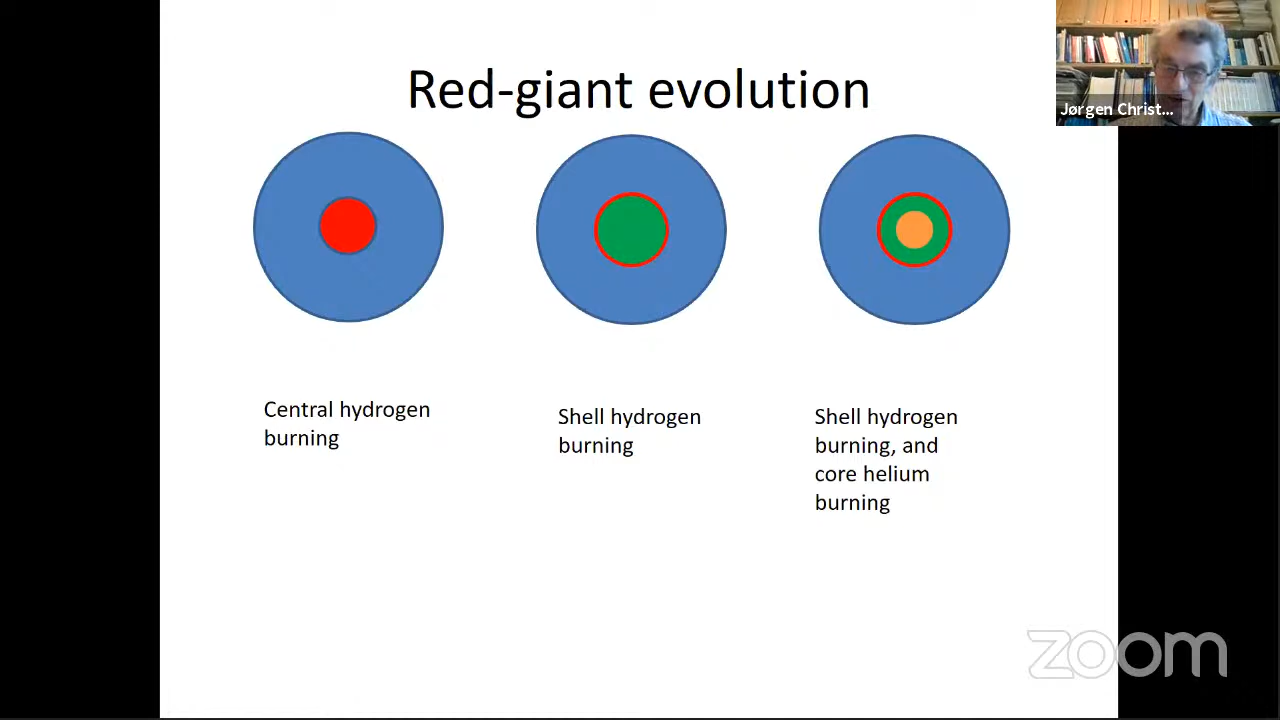 Red-giant evolution
Jørgen Christ...
Central hydrogen
burning
Shell hydrogen
burning
Shell hydrogen
burning, and
core helium
burning
zoom